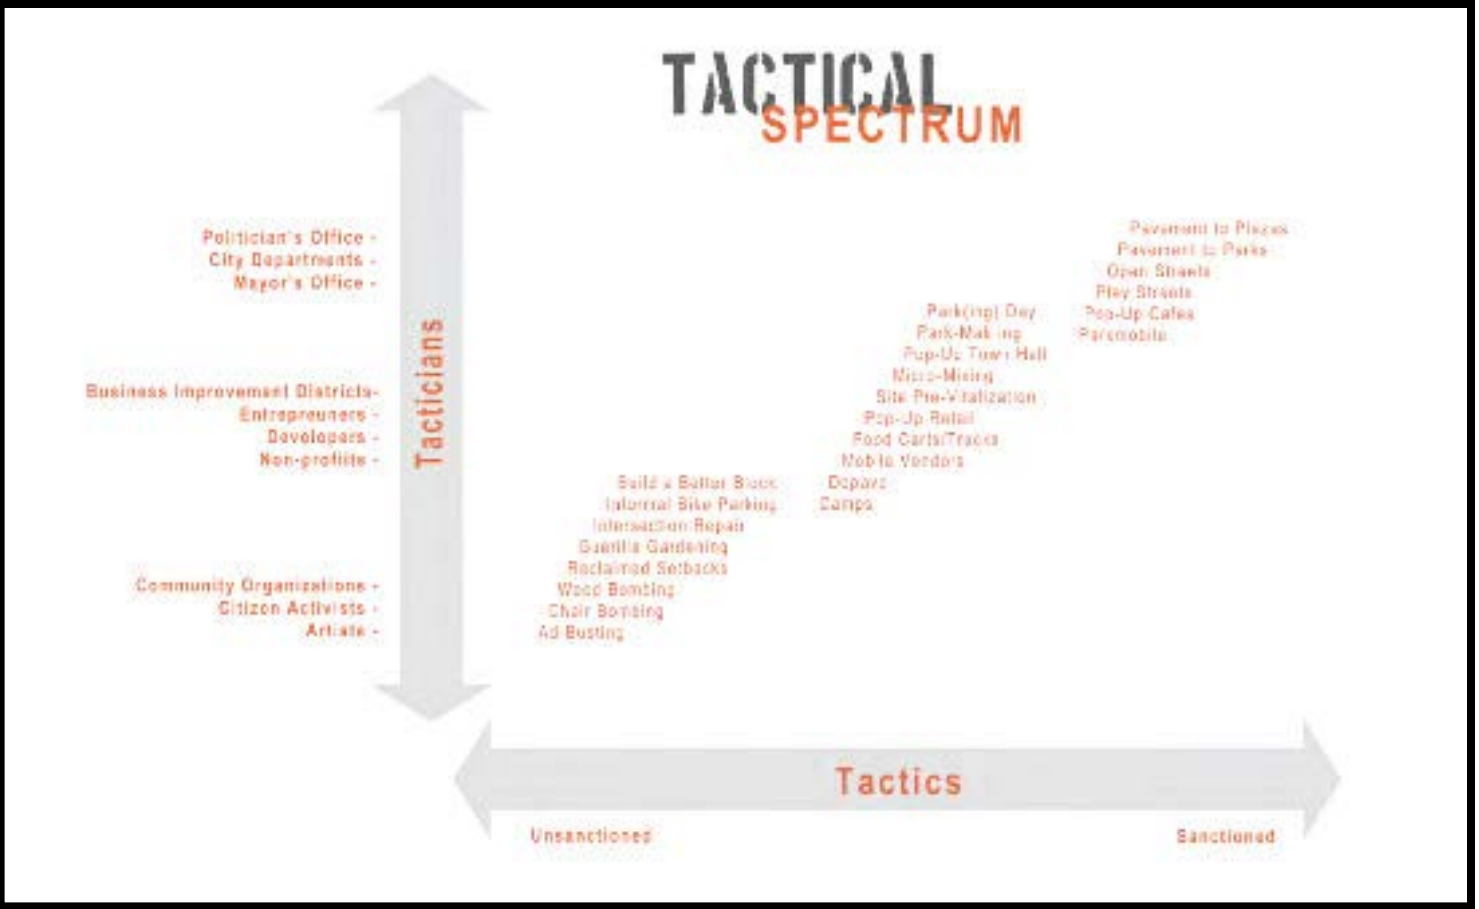 TACTICAL
SPECTRUM
Politician's Office -
City Departments -
Mayor's Office -
Business Improvement Districts-
Entrepreuners -
Developers -
Non-profiits -
Community Organizations -
Citizen Activists -
Artists -
Tacticians
Pavement to Plazas
Pavement to Parks
Open Streets
Play Streets
Pop-Up Cafes
Parkmobile
Park(ing) Day
Park-Making
Pop-Up Town Hall
Micro-Mixing
Site Pre-Vitalization
Pop-Up Retail
Food Carts/Trucks
Mobile Vendors
Depave
Camps
Build a Better Block
Informal Bike Parking
Intersection Repair
Guerilla Gardening
Reclaimed Setbacks
Weed Bombing
Chair Bombing
Ad-Busting
Tactics
Unsanctioned
Sanctioned